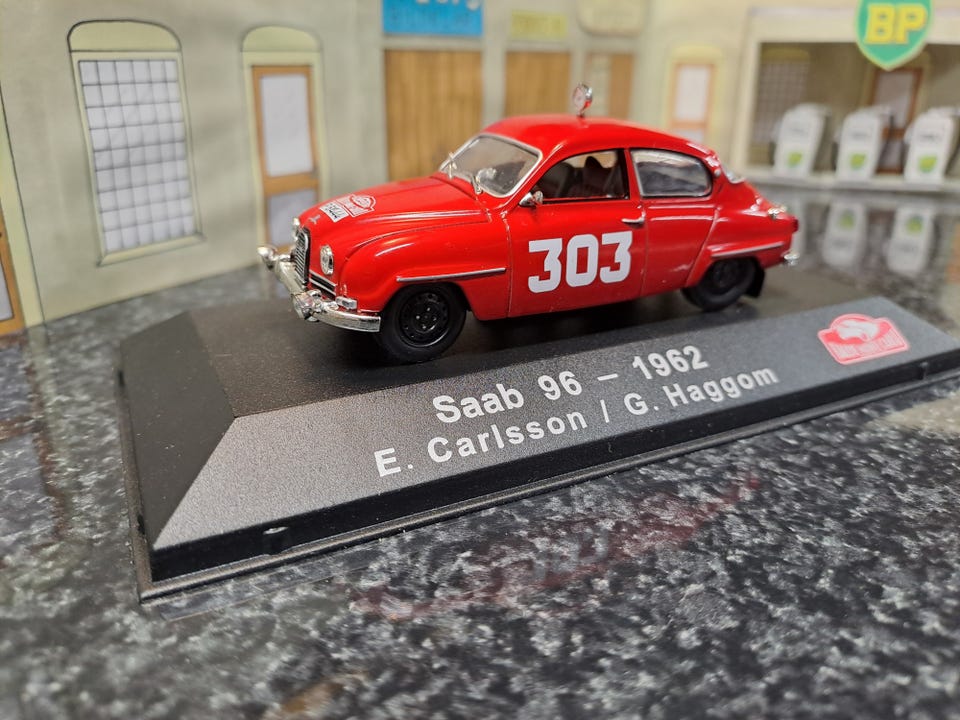 BP
303
Saab 96 – 1962
E. Carlsson / G. Haggom